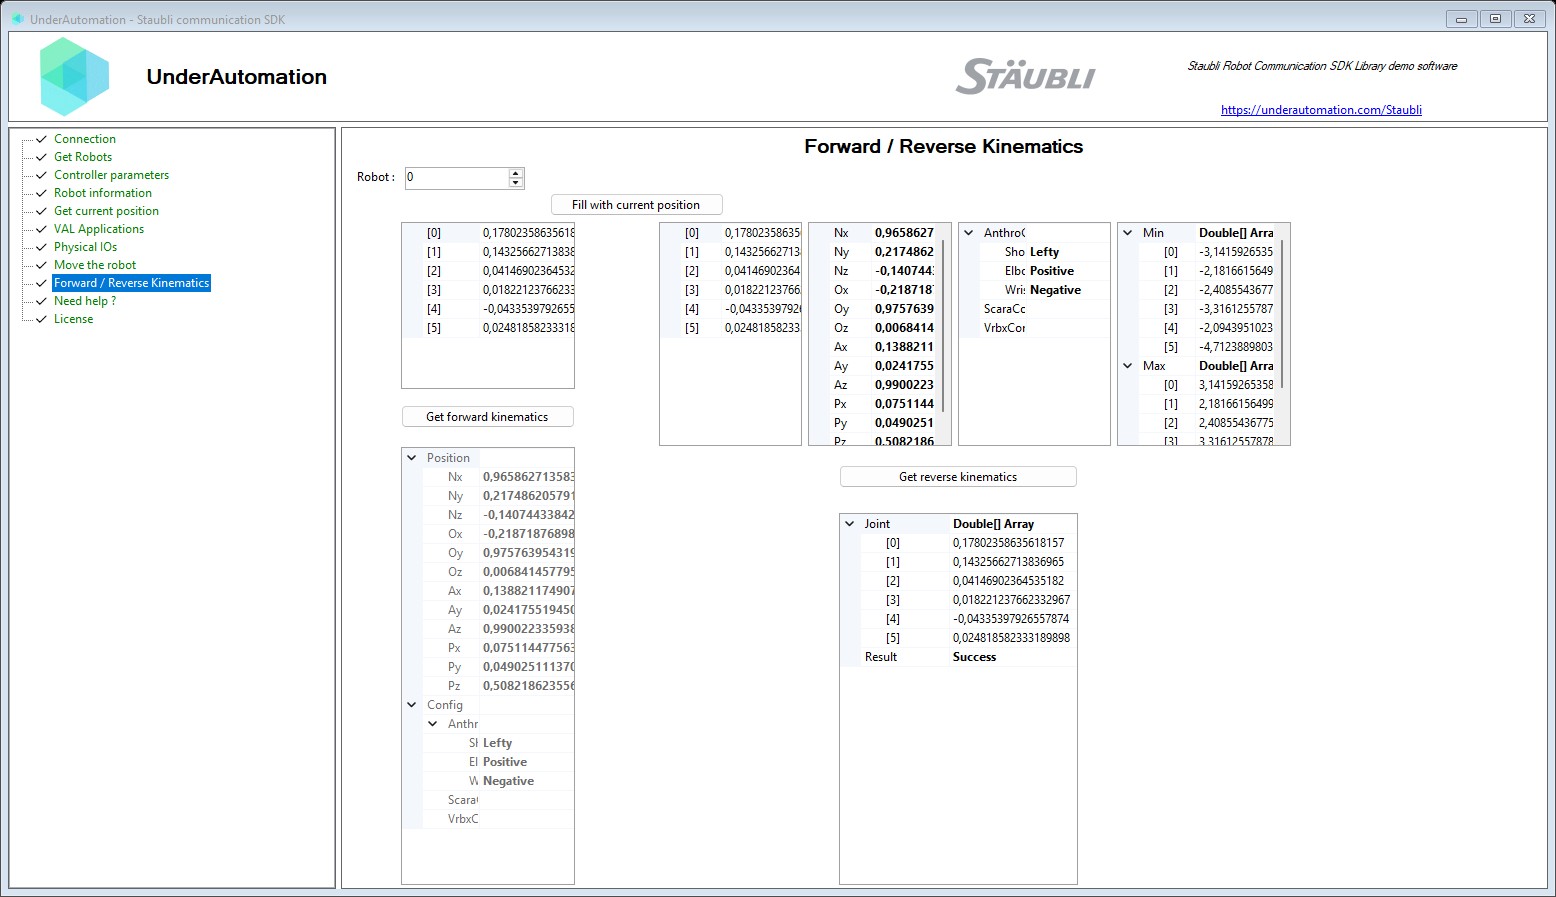 UnderAutomation - Staubli communication SDK
UnderAutomation
STÄUBLI
Staubli Robot Communication SDK Library demo software
https://underautomation.com/Staubli
Connection
Get Robots
Controller parameters
Robot information
Get current position
VAL Applications
Physical IOs
Move the robot
Forward / Reverse Kinematics
Need help ?
License
Forward / Reverse Kinematics
Robot : 0
Fill with current position
[0] 0,17802358635618
[1] 0,14325662713838
[2] 0,04146902364532
[3] 0,01822123766233
[4] -0,0433539792655
[5] 0,02481858233318
Get forward kinematics
Position
Nx 0,965862713583
Ny 0,217486205791
Nz -0,14074433842
Ox -0,21871876898
Oy 0,975763954319
Oz 0,006841457795
Ax 0,138821174907
Ay 0,024175519450
Az 0,990022335938
Px 0,075114477563
Py 0,049025111370
Pz 0,508218623556
Config
Anthr
Sh Lefty
El Positive
W Negative
Scara
VrbxC
[0] 0,17802358635
[1] 0,1432566271
[2] 0,0414690236
[3] 0,0182212376
[4] -0,043353979
[5] 0,0248185823
Nx 0,9658627
Ny 0,2174862
Nz -0,140744
Ox -0,218718
Oy 0,9757639
Oz 0,0068414
Ax 0,1388211
Ay 0,0241755
Az 0,9900223
Px 0,0751144
Py 0,0490251
Pz 0,5082186
Anthro
Sho Lefty
Elb Positive
Wri Negative
ScaraCo
VrbxCor
Min Double[] Arra
[0] -3,1415926535
[1] -2,1816615649
[2] -2,4085543677
[3] -3,3161255787
[4] -2,0943951023
[5] -4,7123889803
Max Double[] Arra
[0] 3,14159265358
[1] 2,18166156499
[2] 2,40855436775
[3] 3,31612557878
Get reverse kinematics
Joint Double[] Array
[0] 0,17802358635618157
[1] 0,14325662713836965
[2] 0,04146902364535182
[3] 0,018221237662332967
[4] -0,04335397926557874
[5] 0,024818582333189898
Result Success